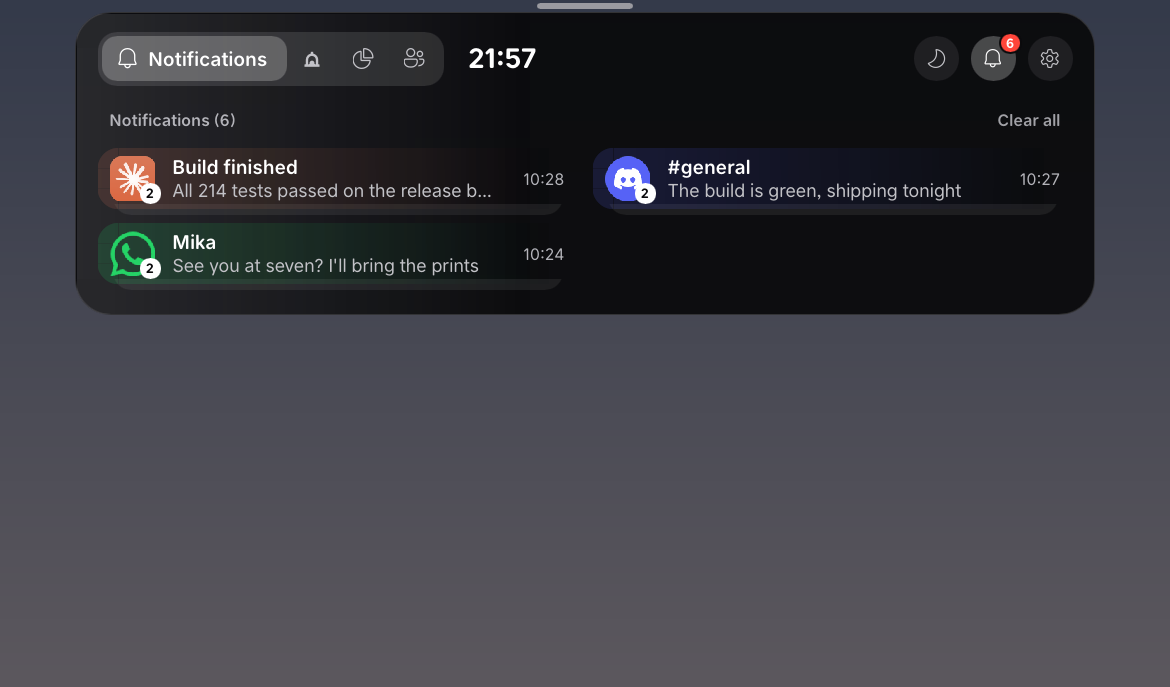 Notifications
21:57
6
Notifications (6)
Clear all
Build finished
All 214 tests passed on the release b...
10:28
2
#general
The build is green, shipping tonight
10:27
2
Mika
See you at seven? I'll bring the prints
10:24
2